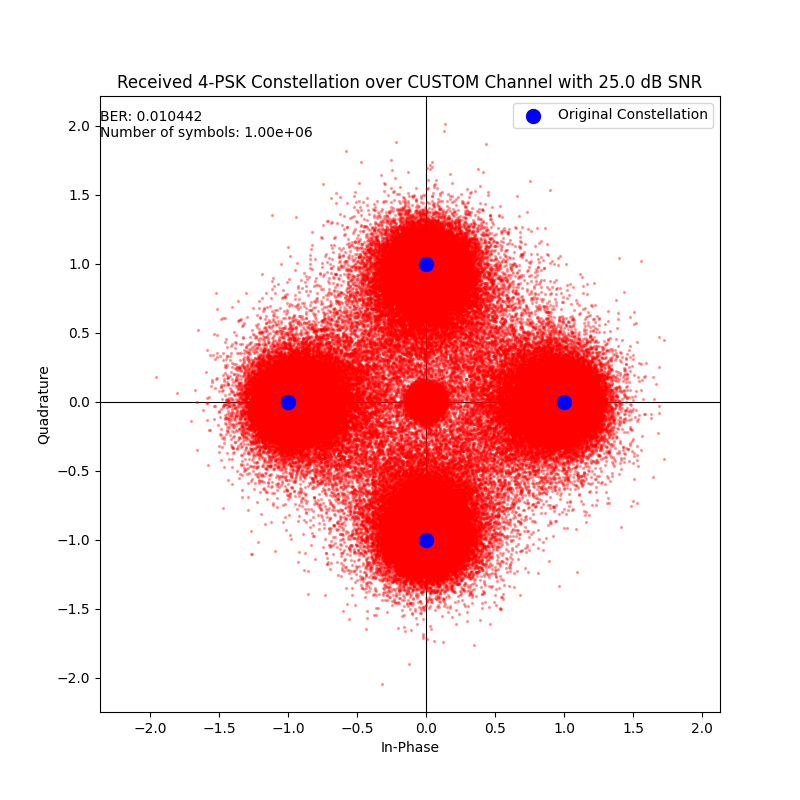 Received 4-PSK Constellation over CUSTOM Channel with 25.0 dB SNR
BER: 0.010442
Number of symbols: 1.00e+06
Original Constellation
2.0
1.5
1.0
0.5
0.0
−0.5
−1.0
−1.5
−2.0
Quadrature
−2.0 −1.5 −1.0 −0.5 0.0 0.5 1.0 1.5 2.0
In-Phase